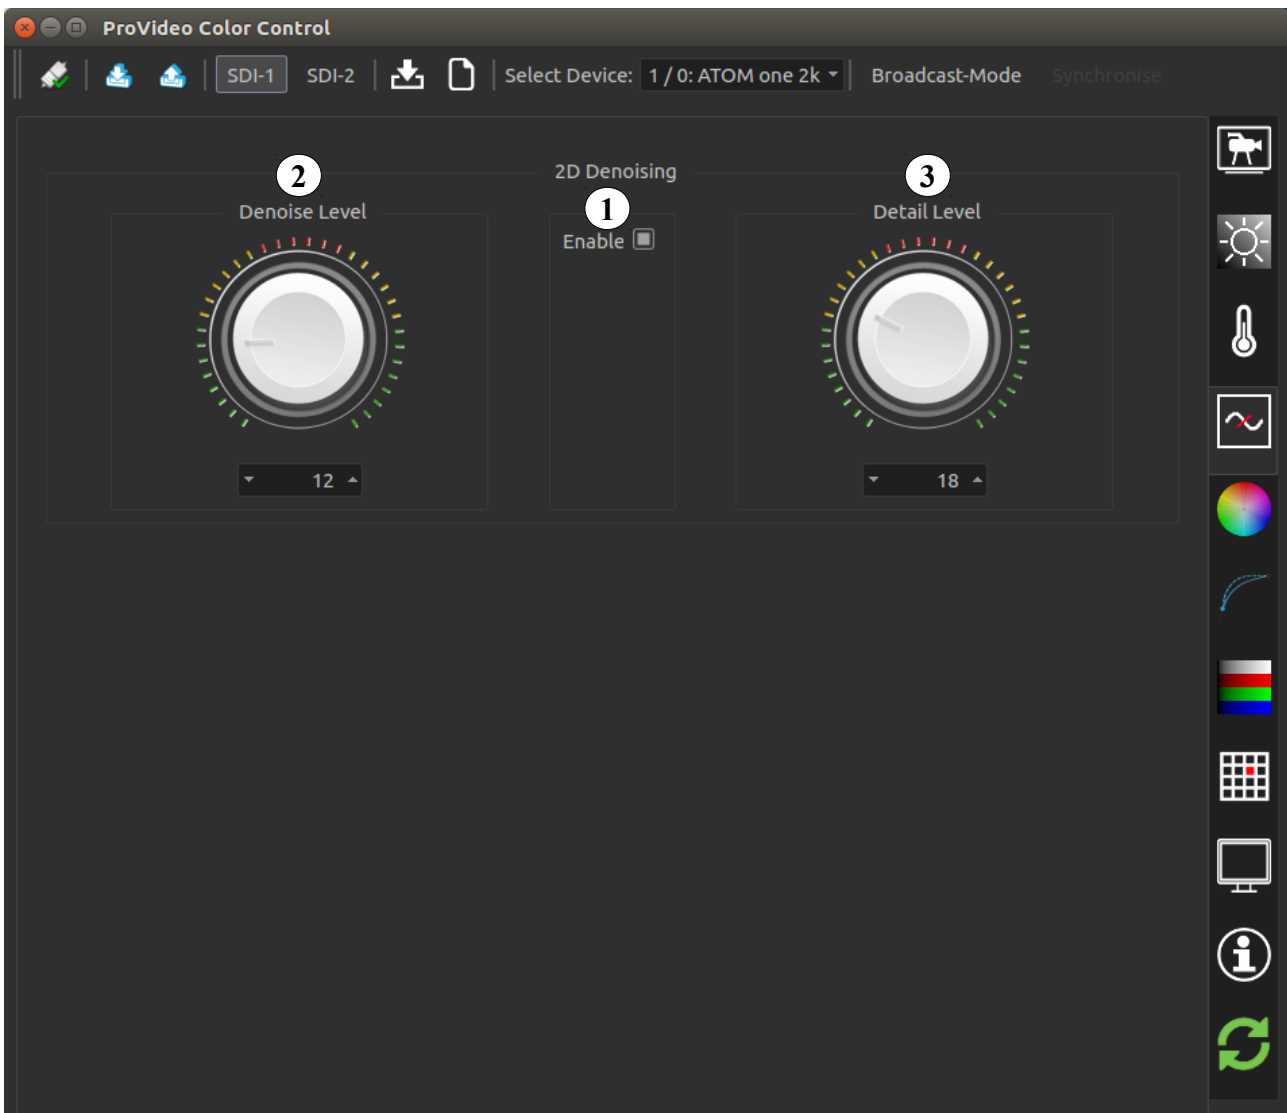 ProVideo Color Control
SDI-1 SDI-2 Select Device: 1 / 0: ATOM one 2k Broadcast-Mode Synchronise
2D Denoising
2 1 3
Denoise Level Enable Detail Level
12 18